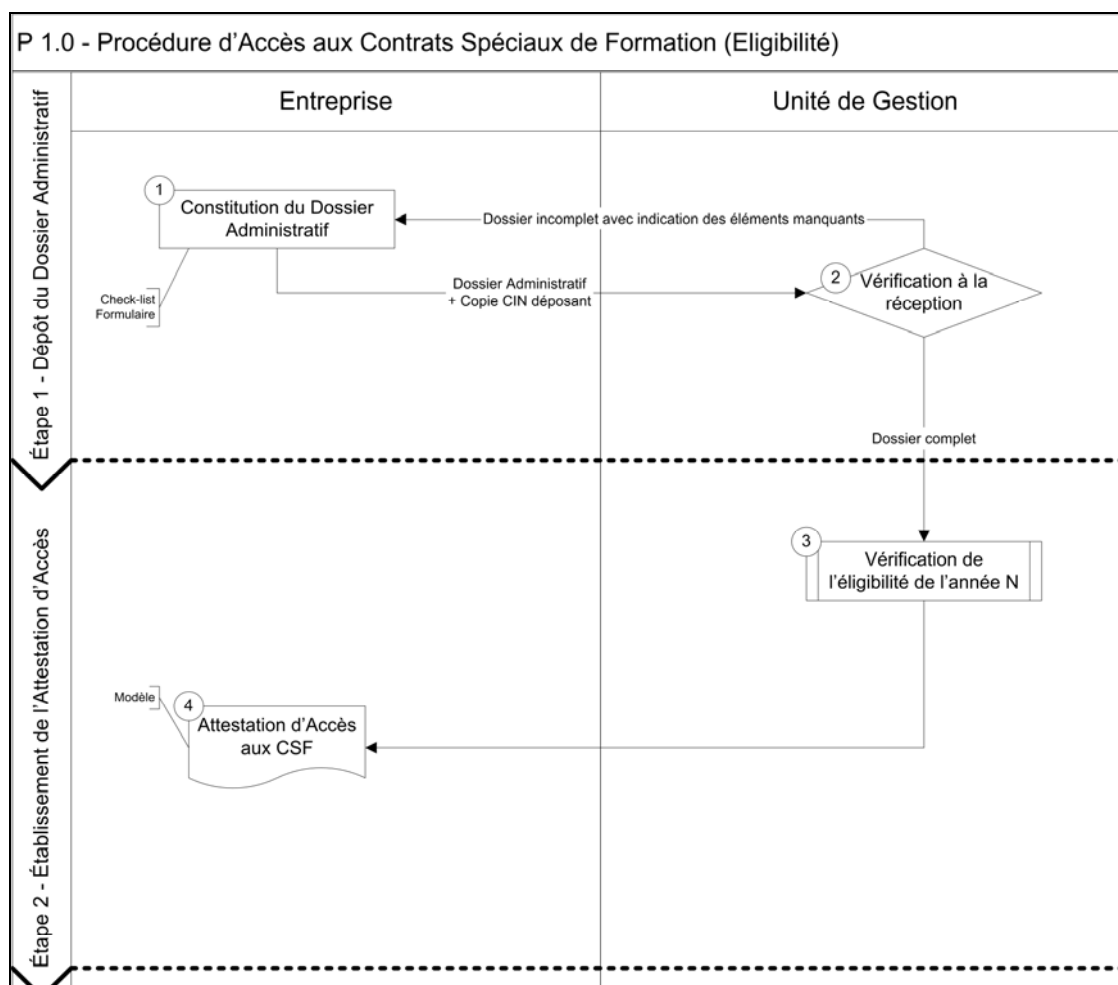 P 1.0 - Procédure d'Accès aux Contrats Spéciaux de Formation (Eligibilité)
Entreprise
Unité de Gestion
Étape 1 - Dépôt du Dossier Administratif
1
Constitution du Dossier
Administratif
Dossier incomplet avec indication des éléments manquants
Check-list
Formulaire
Dossier Administratif
+ Copie CIN déposant
2
Vérification à la
réception
Dossier complet
Étape 2 - Établissement de l'Attestation d'Accès
3
Vérification de
l'éligibilité de l'année N
Modèle
4
Attestation d'Accès
aux CSF